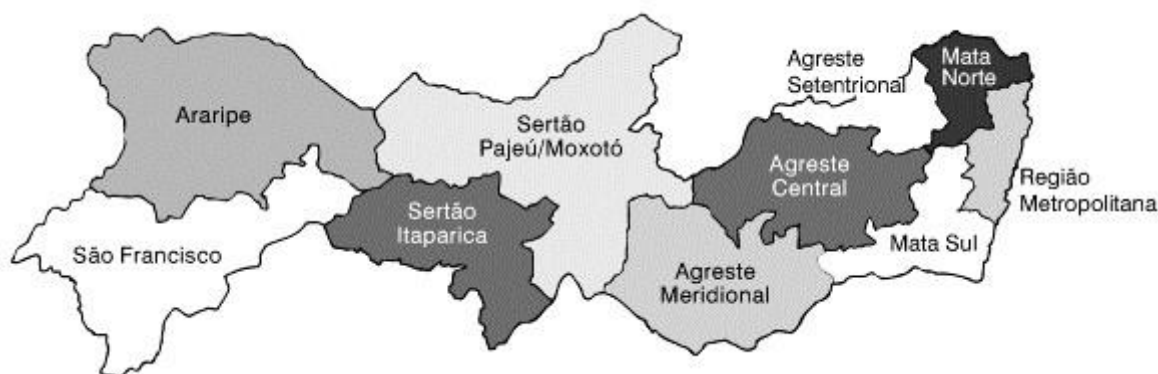 Araripe
São Francisco
Sertão
Pajeú/Moxotó
Sertão
Itaparica
Agreste
Setentrional
Mata
Norte
Agreste
Central
Agreste
Meridional
Mata Sul
Região
Metropolitana